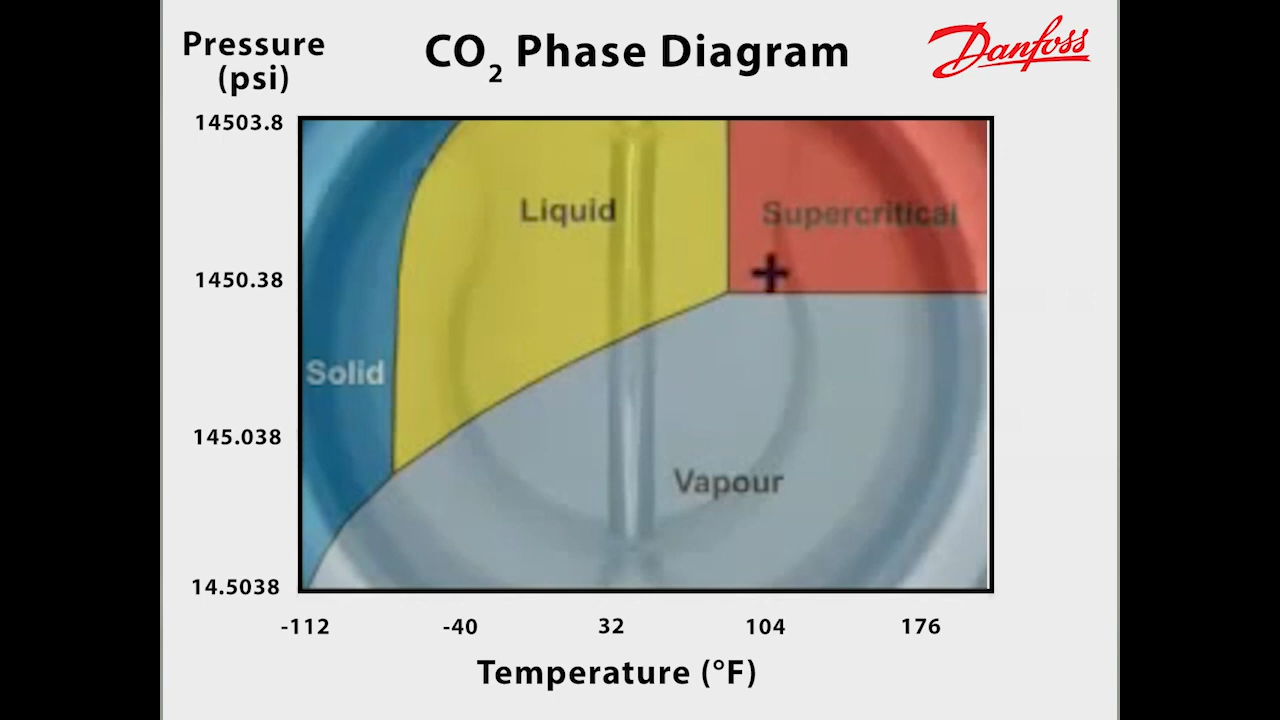 Pressure
(psi)
CO₂ Phase Diagram
Danfoss
14503.8
1450.38
145.038
14.5038
Liquid
Supercritical
Solid
Vapour
-112 -40 32 104 176
Temperature (°F)